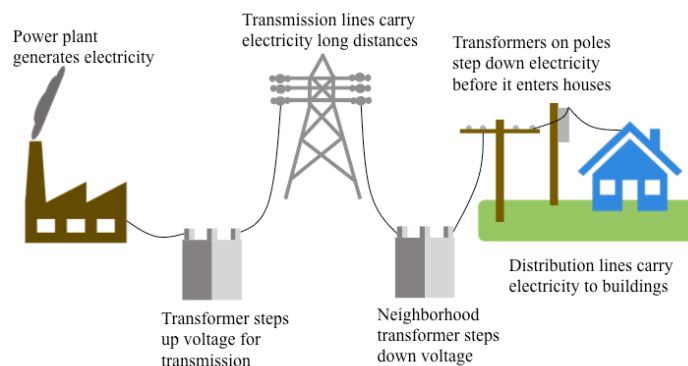 Power plant
generates electricity
Transmission lines carry
electricity long distances
Transformers on poles
step down electricity
before it enters houses
Transformer steps
up voltage for
transmission
Neighborhood
transformer steps
down voltage
Distribution lines carry
electricity to buildings